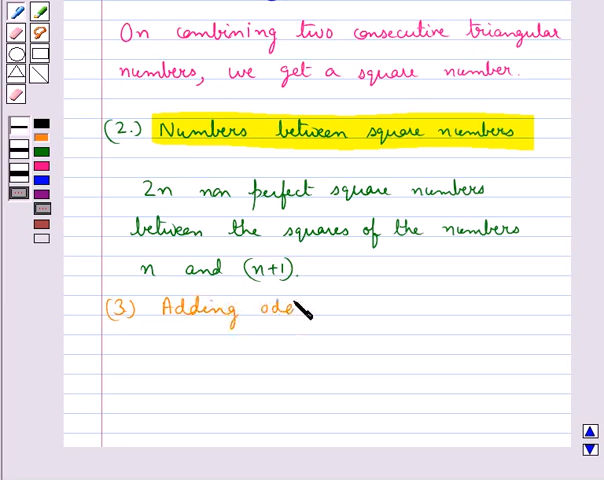 On combining two consecutive triangular
numbers, we get a square number.
(2.) Numbers between square numbers
2n non perfect square numbers
between the squares of the numbers
n and (n+1).
(3.) Adding